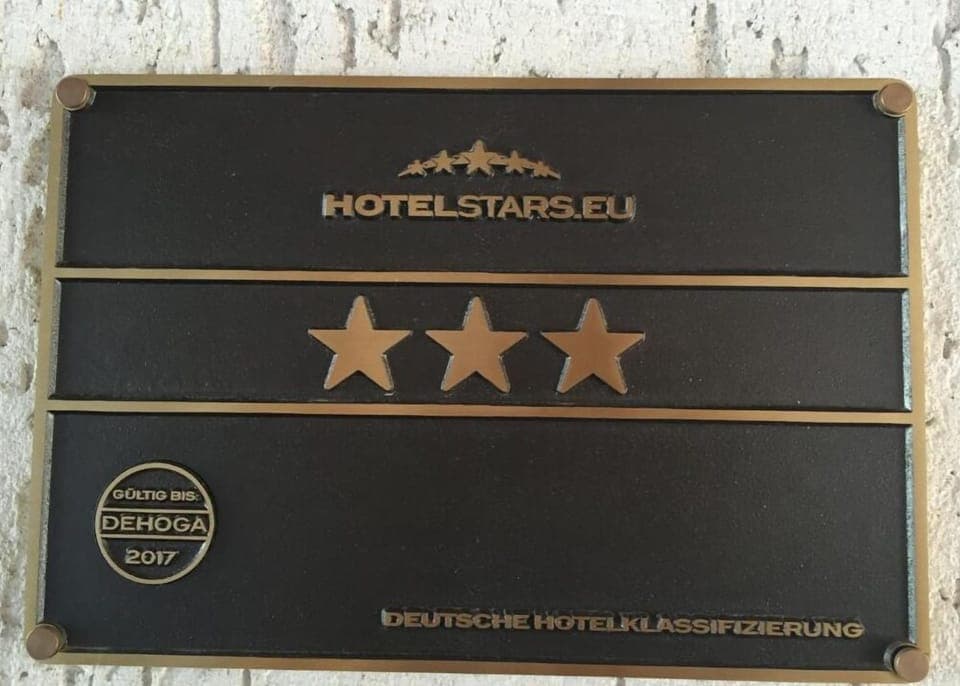 HOTELSTARS.EU
GÜLTIG BIS:
DEHOGA
2017
DEUTSCHE HOTELKLASSIFIZIERUNG